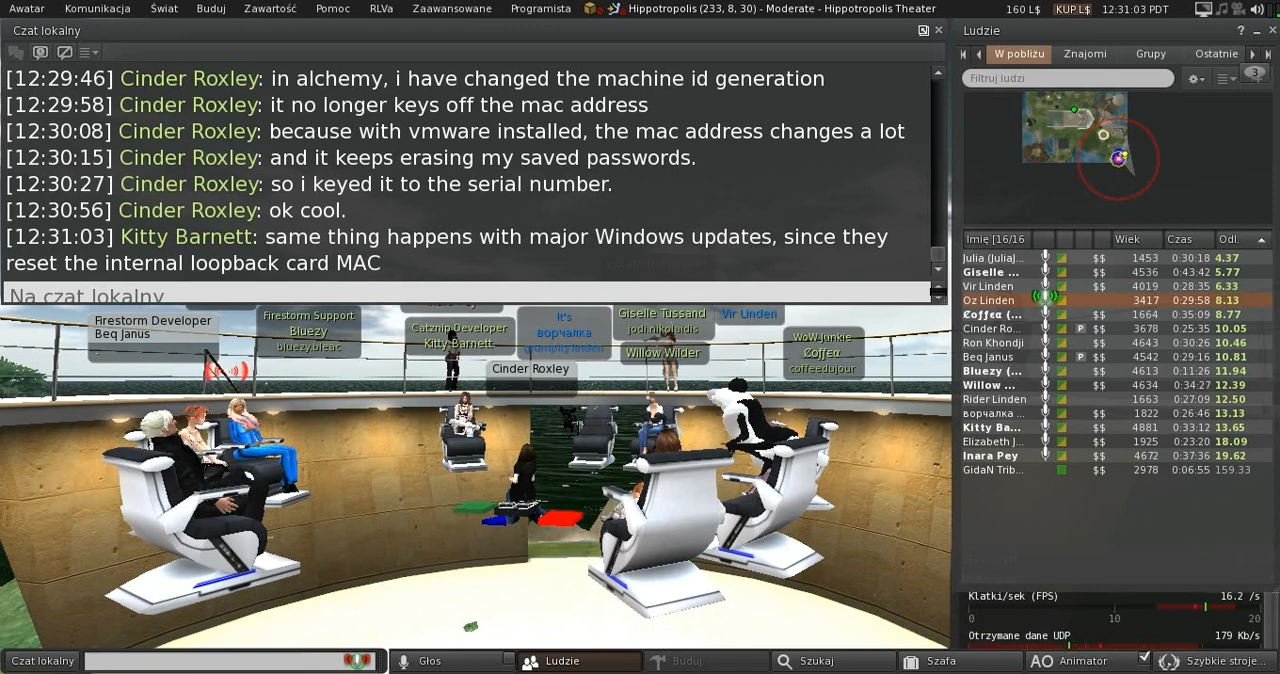 Awatar Komunikacja Świat Buduj Zawartość Pomoc RLVa Zaawansowane Programista Hippotropolis (233, 8, 30) - Moderate - Hippotropolis Theater 160 L$ KUP L$ 12:31:03 PDT
Czat lokalny
[12:29:46] Cinder Roxley: in alchemy, i have changed the machine id generation
[12:29:58] Cinder Roxley: it no longer keys off the mac address
[12:30:08] Cinder Roxley: because with vmware installed, the mac address changes a lot
[12:30:15] Cinder Roxley: and it keeps erasing my saved passwords.
[12:30:27] Cinder Roxley: so i keyed it to the serial number.
[12:30:56] Cinder Roxley: ok cool.
[12:31:03] Kitty Barnett: same thing happens with major Windows updates, since they
reset the internal loopback card MAC
Na czat lokalny
Firestorm Developer
Beq Janus
Firestorm Support
Bluezy
bluezy.bleac
Catznip Developer
Kitty Barnett
It's
ворчалка
grumpity.linden
Giselle Tussand
jodi.nikolaidis
Vir Linden
Willow Wilder
WoW Junkie
Coffee
coffeedujour
Cinder Roxley
Ludzie
W pobliżu Znajomi Grupy Ostatnie
Filtruj ludzi 3
Imię [16/16 Wiek Czas Odl.
Julia (JuliaJ... $$ 1453 0:30:18 4.37
Giselle ... $$ 4536 0:43:42 5.77
Vir Linden $$ 4019 0:28:35 6.33
Oz Linden 3417 0:29:58 8.13
$$ 1664 0:35:09 8.77
Cinder Ro... P $$ 3678 0:25:35 10.05
Ron Khondji $$ 4643 0:30:26 10.46
Beq Janus P $$ 4542 0:29:16 10.81
Bluezy (... $$ 4613 0:11:26 11.94
Willow ... $$ 4634 0:34:27 12.39
Rider Linden 1663 0:27:09 12.50
ворчалка ... $$ 1822 0:26:46 13.13
Kitty Ba... $$ 4881 0:33:12 13.65
Elizabeth J... $$ 1925 0:23:20 18.09
Inara Pey $$ 4672 0:37:36 19.62
GidaN Trib... $$ 2978 0:06:55 159.33
Klatki/sek (FPS) 16.2 /s
0 10 20
Otrzymane dane UDP 179 Kb/s
Czat lokalny Głos Ludzie Buduj Szukaj Szafa AO Animator Szybkie stroje...